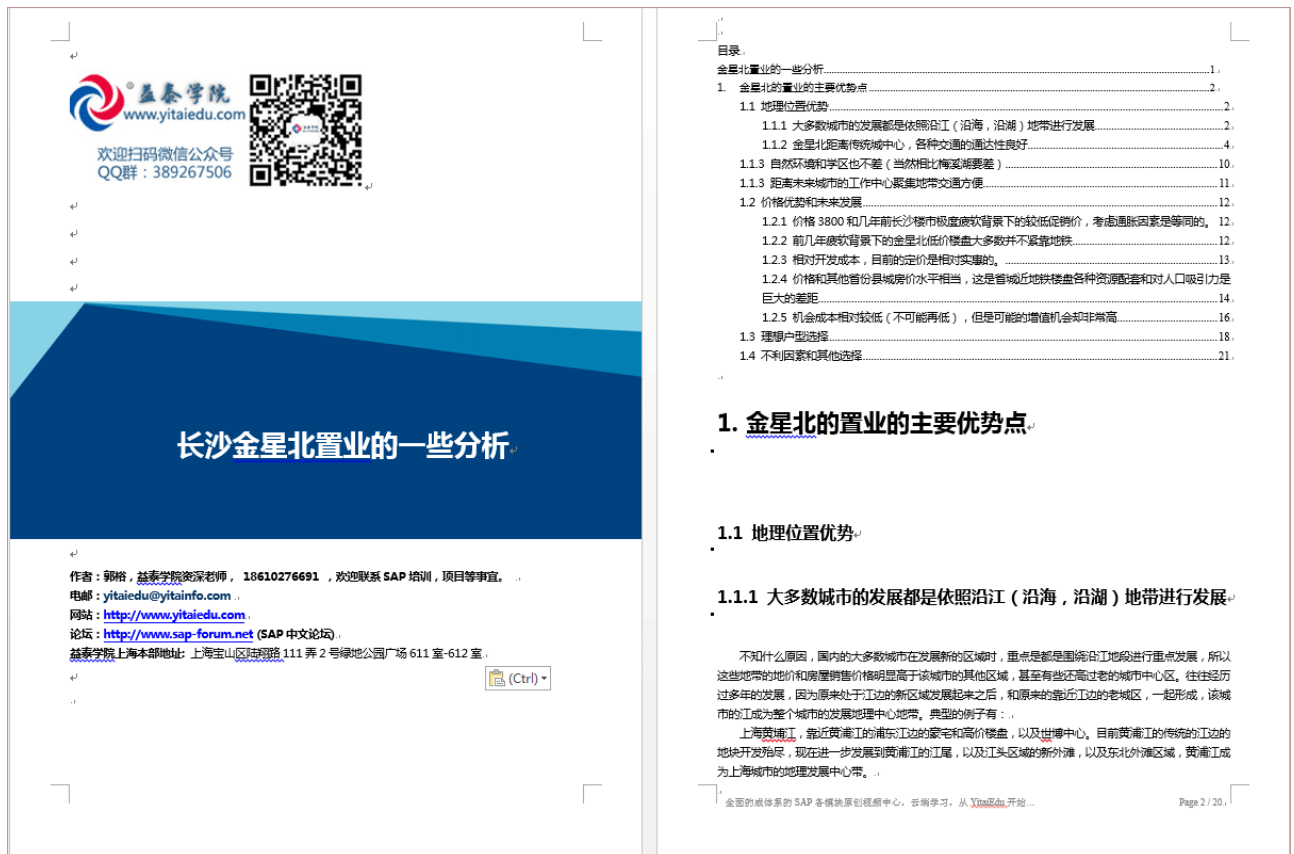 益泰学院
www.yitaiedu.com
欢迎扫码微信公众号
QQ群：389267506
长沙金星北置业的一些分析
作者：郭裕，益泰学院资深老师， 18610276691 ，欢迎联系 SAP 培训，项目等事宜。
电邮：yitaiedu@yitainfo.com
网站：http://www.yitaiedu.com
论坛：http://www.sap-forum.net (SAP 中文论坛)
益泰学院上海本部地址: 上海宝山区陆翔路 111 弄 2 号绿地公园广场 611 室-612 室
(Ctrl)
目录
金星北置业的一些分析 1
1. 金星北的置业的主要优势点 2
1.1 地理位置优势 2
1.1.1 大多数城市的发展都是依照沿江（沿海，沿湖）地带进行发展 2
1.1.2 金星北距离传统城中心，各种交通的通达性良好 4
1.1.3 自然环境和学区也不差（当然相比梅溪湖要差） 10
1.1.3 距离未来城市的工作中心聚集地带交通方便 11
1.2 价格优势和未来发展 12
1.2.1 价格 3800 和几年前长沙楼市极度疲软背景下的较低促销价，考虑通胀因素是等同的。 12
1.2.2 前几年疲软背景下的金星北低价楼盘大多数并不紧靠地铁 12
1.2.3 相对开发成本，目前的定价是相对实惠的。 13
1.2.4 价格和其他省份县城房价水平相当，这是省城近地铁楼盘各种资源配套和对人口吸引力是
巨大的差距 14
1.2.5 机会成本相对较低（不可能再低），但是可能的增值机会却非常高 16
1.3 理想户型选择 18
1.4 不利因素和其他选择 21
1. 金星北的置业的主要优势点
1.1 地理位置优势
1.1.1 大多数城市的发展都是依照沿江（沿海，沿湖）地带进行发展
不知什么原因，国内的大多数城市在发展新的区域时，重点是都是围绕沿江地段进行重点发展，所以
这些地带的地价和房屋销售价格明显高于该城市的其他区域，甚至有些还高过老的城市中心区。往往经历
过多年的发展，因为原来处于江边的新区域发展起来之后，和原来的靠近江边的老城区，一起形成，该城
市的江成为整个城市的发展地理中心地带。典型的例子有：
上海黄埔江，靠近黄浦江的浦东江边的豪宅和高价楼盘，以及世博中心。目前黄浦江的传统的江边的
地块开发殆尽，现在进一步发展到黄浦江的江尾，以及江头区域的新外滩，以及东北外滩区域，黄浦江成
为上海城市的地理发展中心带。
全面的成体系的 SAP 各模块原创视频中心，云端学习，从 YitaiEdu 开始...
Page 2 / 20